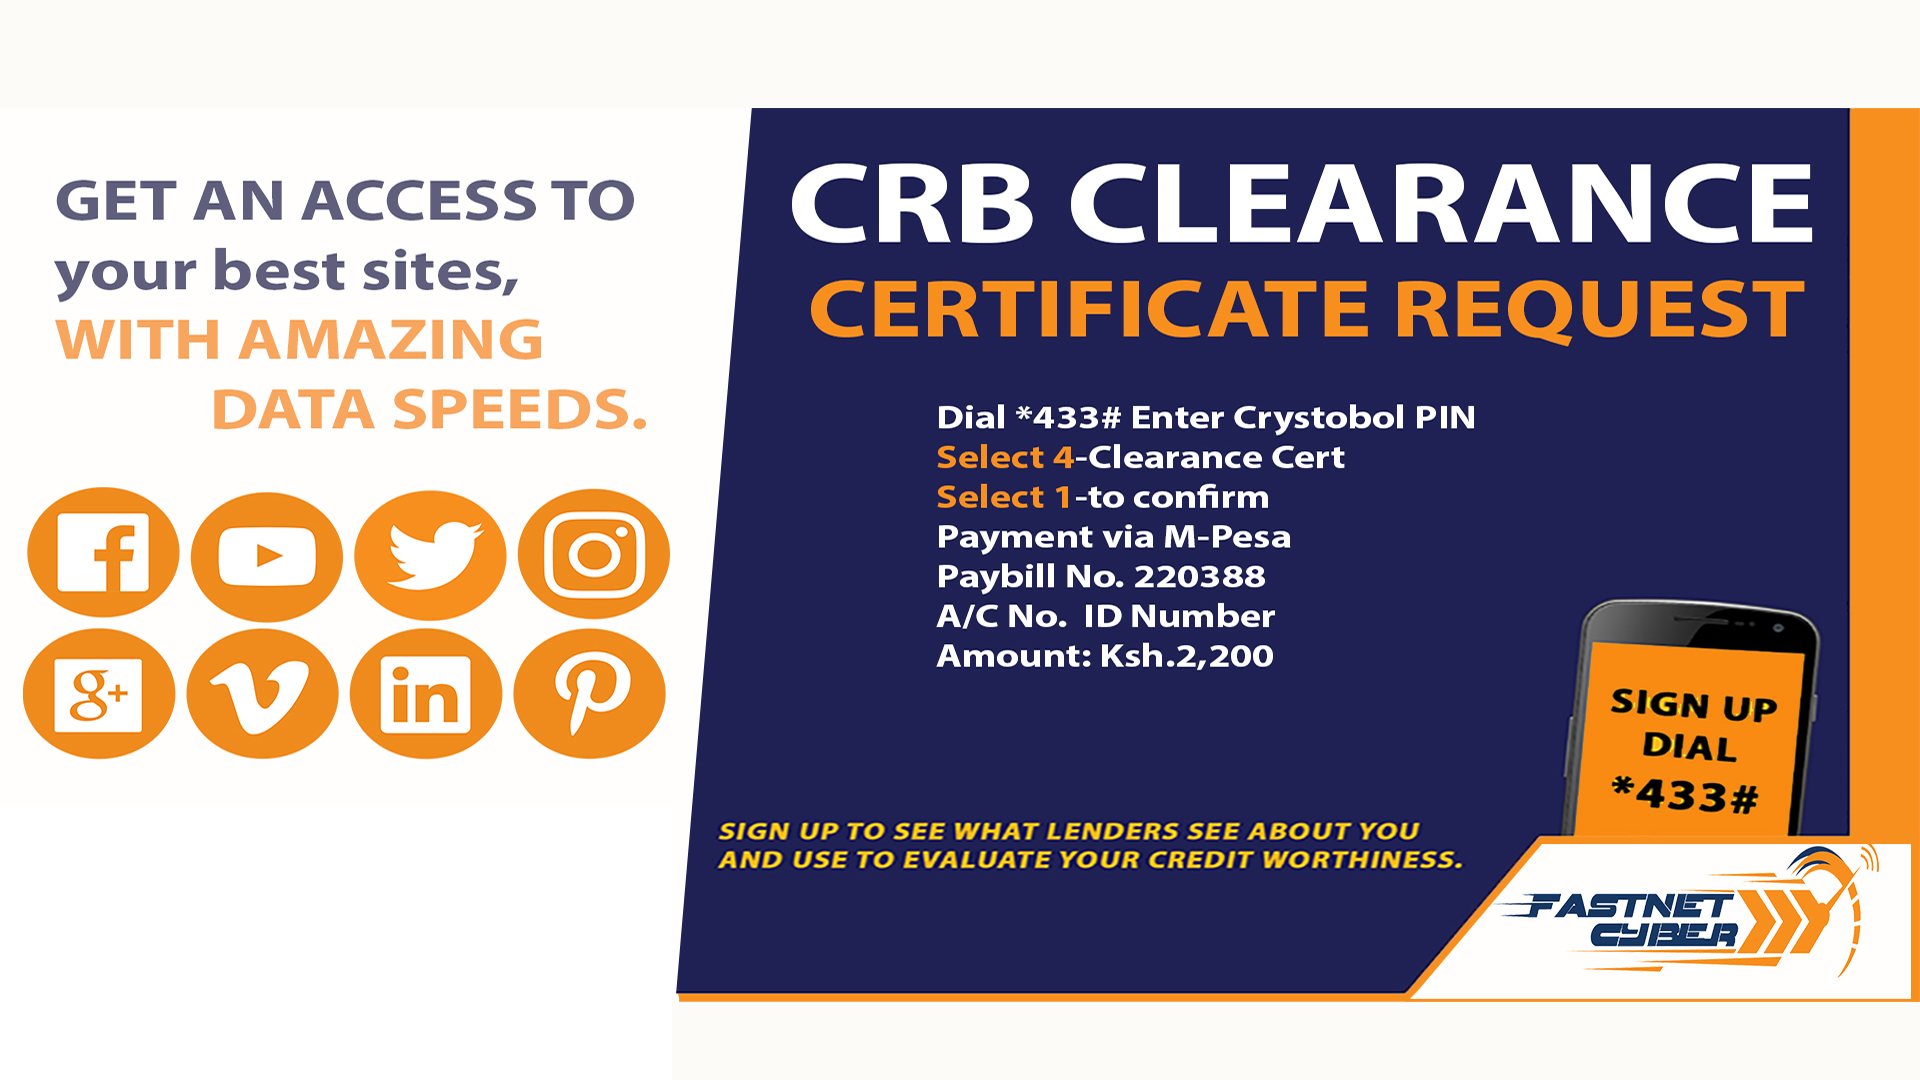 GET AN ACCESS TO
your best sites,
WITH AMAZING
DATA SPEEDS.
f
g+
in
CRB CLEARANCE
CERTIFICATE REQUEST
Dial *433# Enter Crystobol PIN
Select 4-Clearance Cert
Select 1-to confirm
Payment via M-Pesa
Paybill No. 220388
A/C No. ID Number
Amount: Ksh.2,200
SIGN UP
DIAL
*433#
SIGN UP TO SEE WHAT LENDERS SEE ABOUT YOU
AND USE TO EVALUATE YOUR CREDIT WORTHINESS.
FASTNET
CYBER